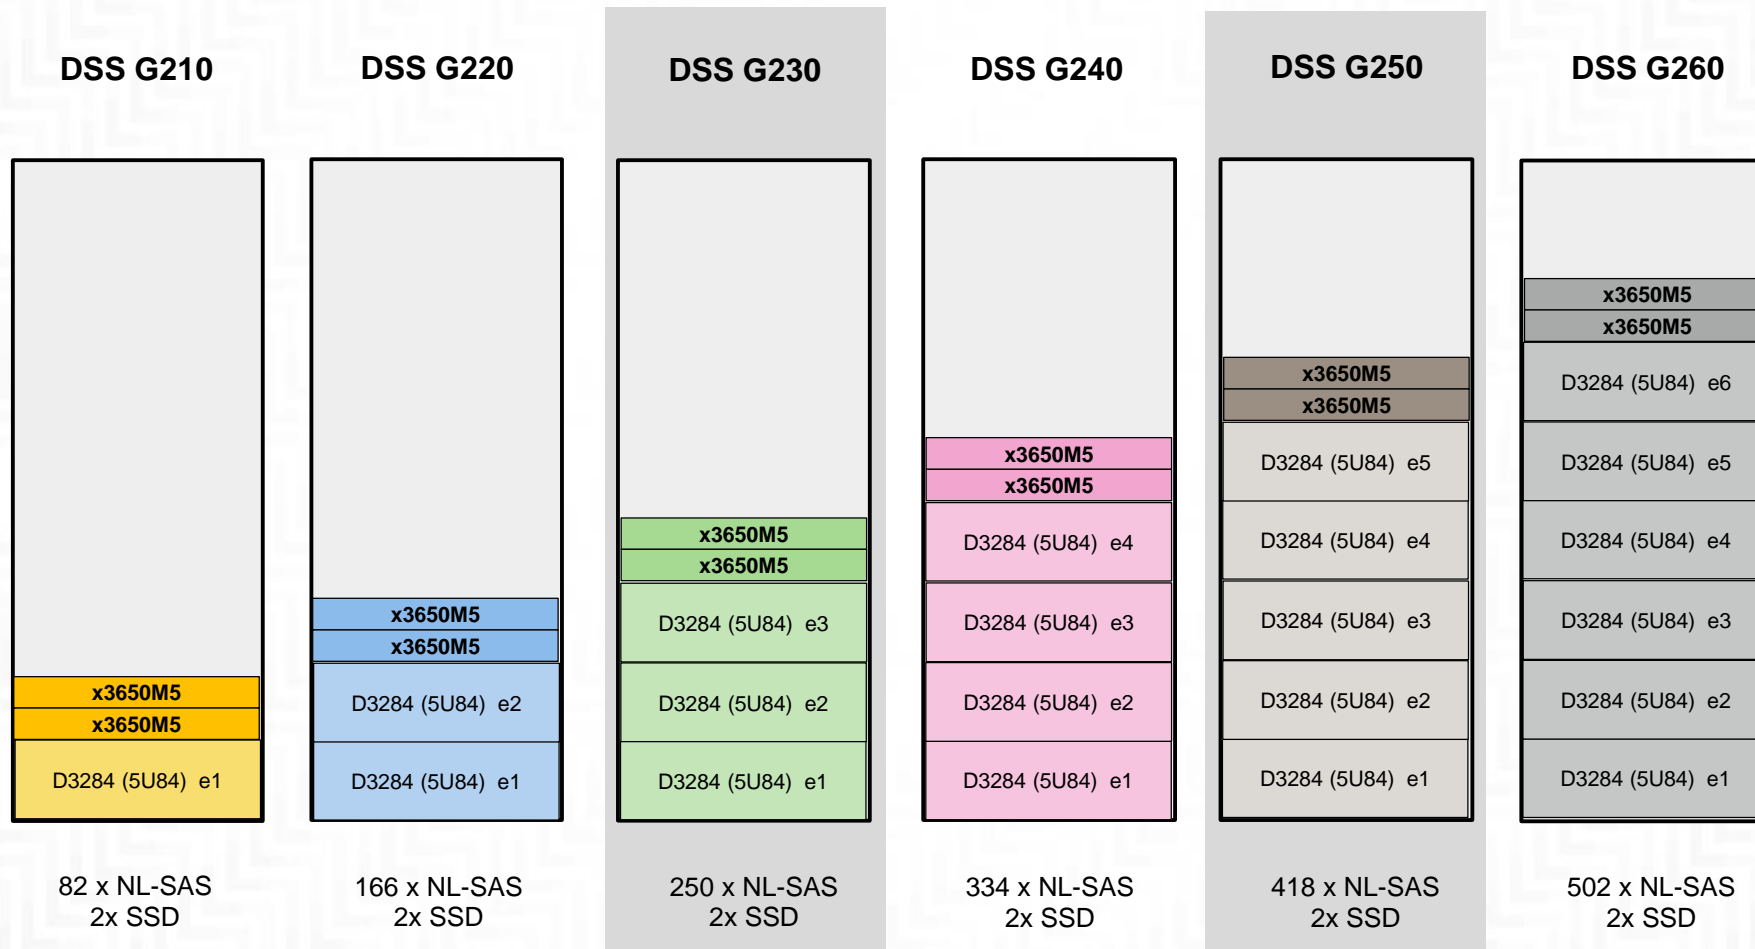 DSS G210
DSS G220
DSS G230
DSS G240
DSS G250
DSS G260
x3650M5
x3650M5
D3284 (5U84) e1
x3650M5
x3650M5
D3284 (5U84) e2
D3284 (5U84) e1
x3650M5
x3650M5
D3284 (5U84) e3
D3284 (5U84) e2
D3284 (5U84) e1
x3650M5
x3650M5
D3284 (5U84) e4
D3284 (5U84) e3
D3284 (5U84) e2
D3284 (5U84) e1
x3650M5
x3650M5
D3284 (5U84) e5
D3284 (5U84) e4
D3284 (5U84) e3
D3284 (5U84) e2
D3284 (5U84) e1
x3650M5
x3650M5
D3284 (5U84) e6
D3284 (5U84) e5
D3284 (5U84) e4
D3284 (5U84) e3
D3284 (5U84) e2
D3284 (5U84) e1
82 x NL-SAS
2x SSD
166 x NL-SAS
2x SSD
250 x NL-SAS
2x SSD
334 x NL-SAS
2x SSD
418 x NL-SAS
2x SSD
502 x NL-SAS
2x SSD